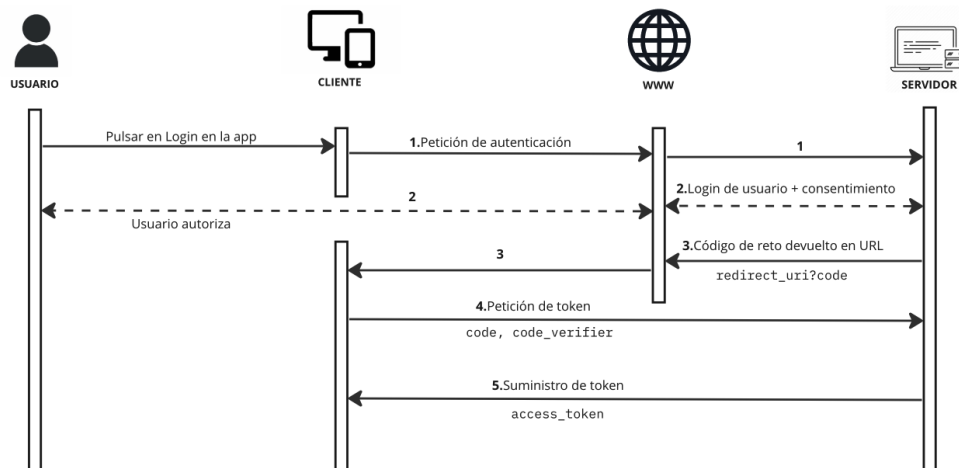 USUARIO
CLIENTE
WWW
SERVIDOR
Pulsar en Login en la app
1.Petición de autenticación
1
2
2.Login de usuario + consentimiento
Usuario autoriza
3
3.Código de reto devuelto en URL
redirect_uri?code
4.Petición de token
code, code_verifier
5.Suministro de token
access_token